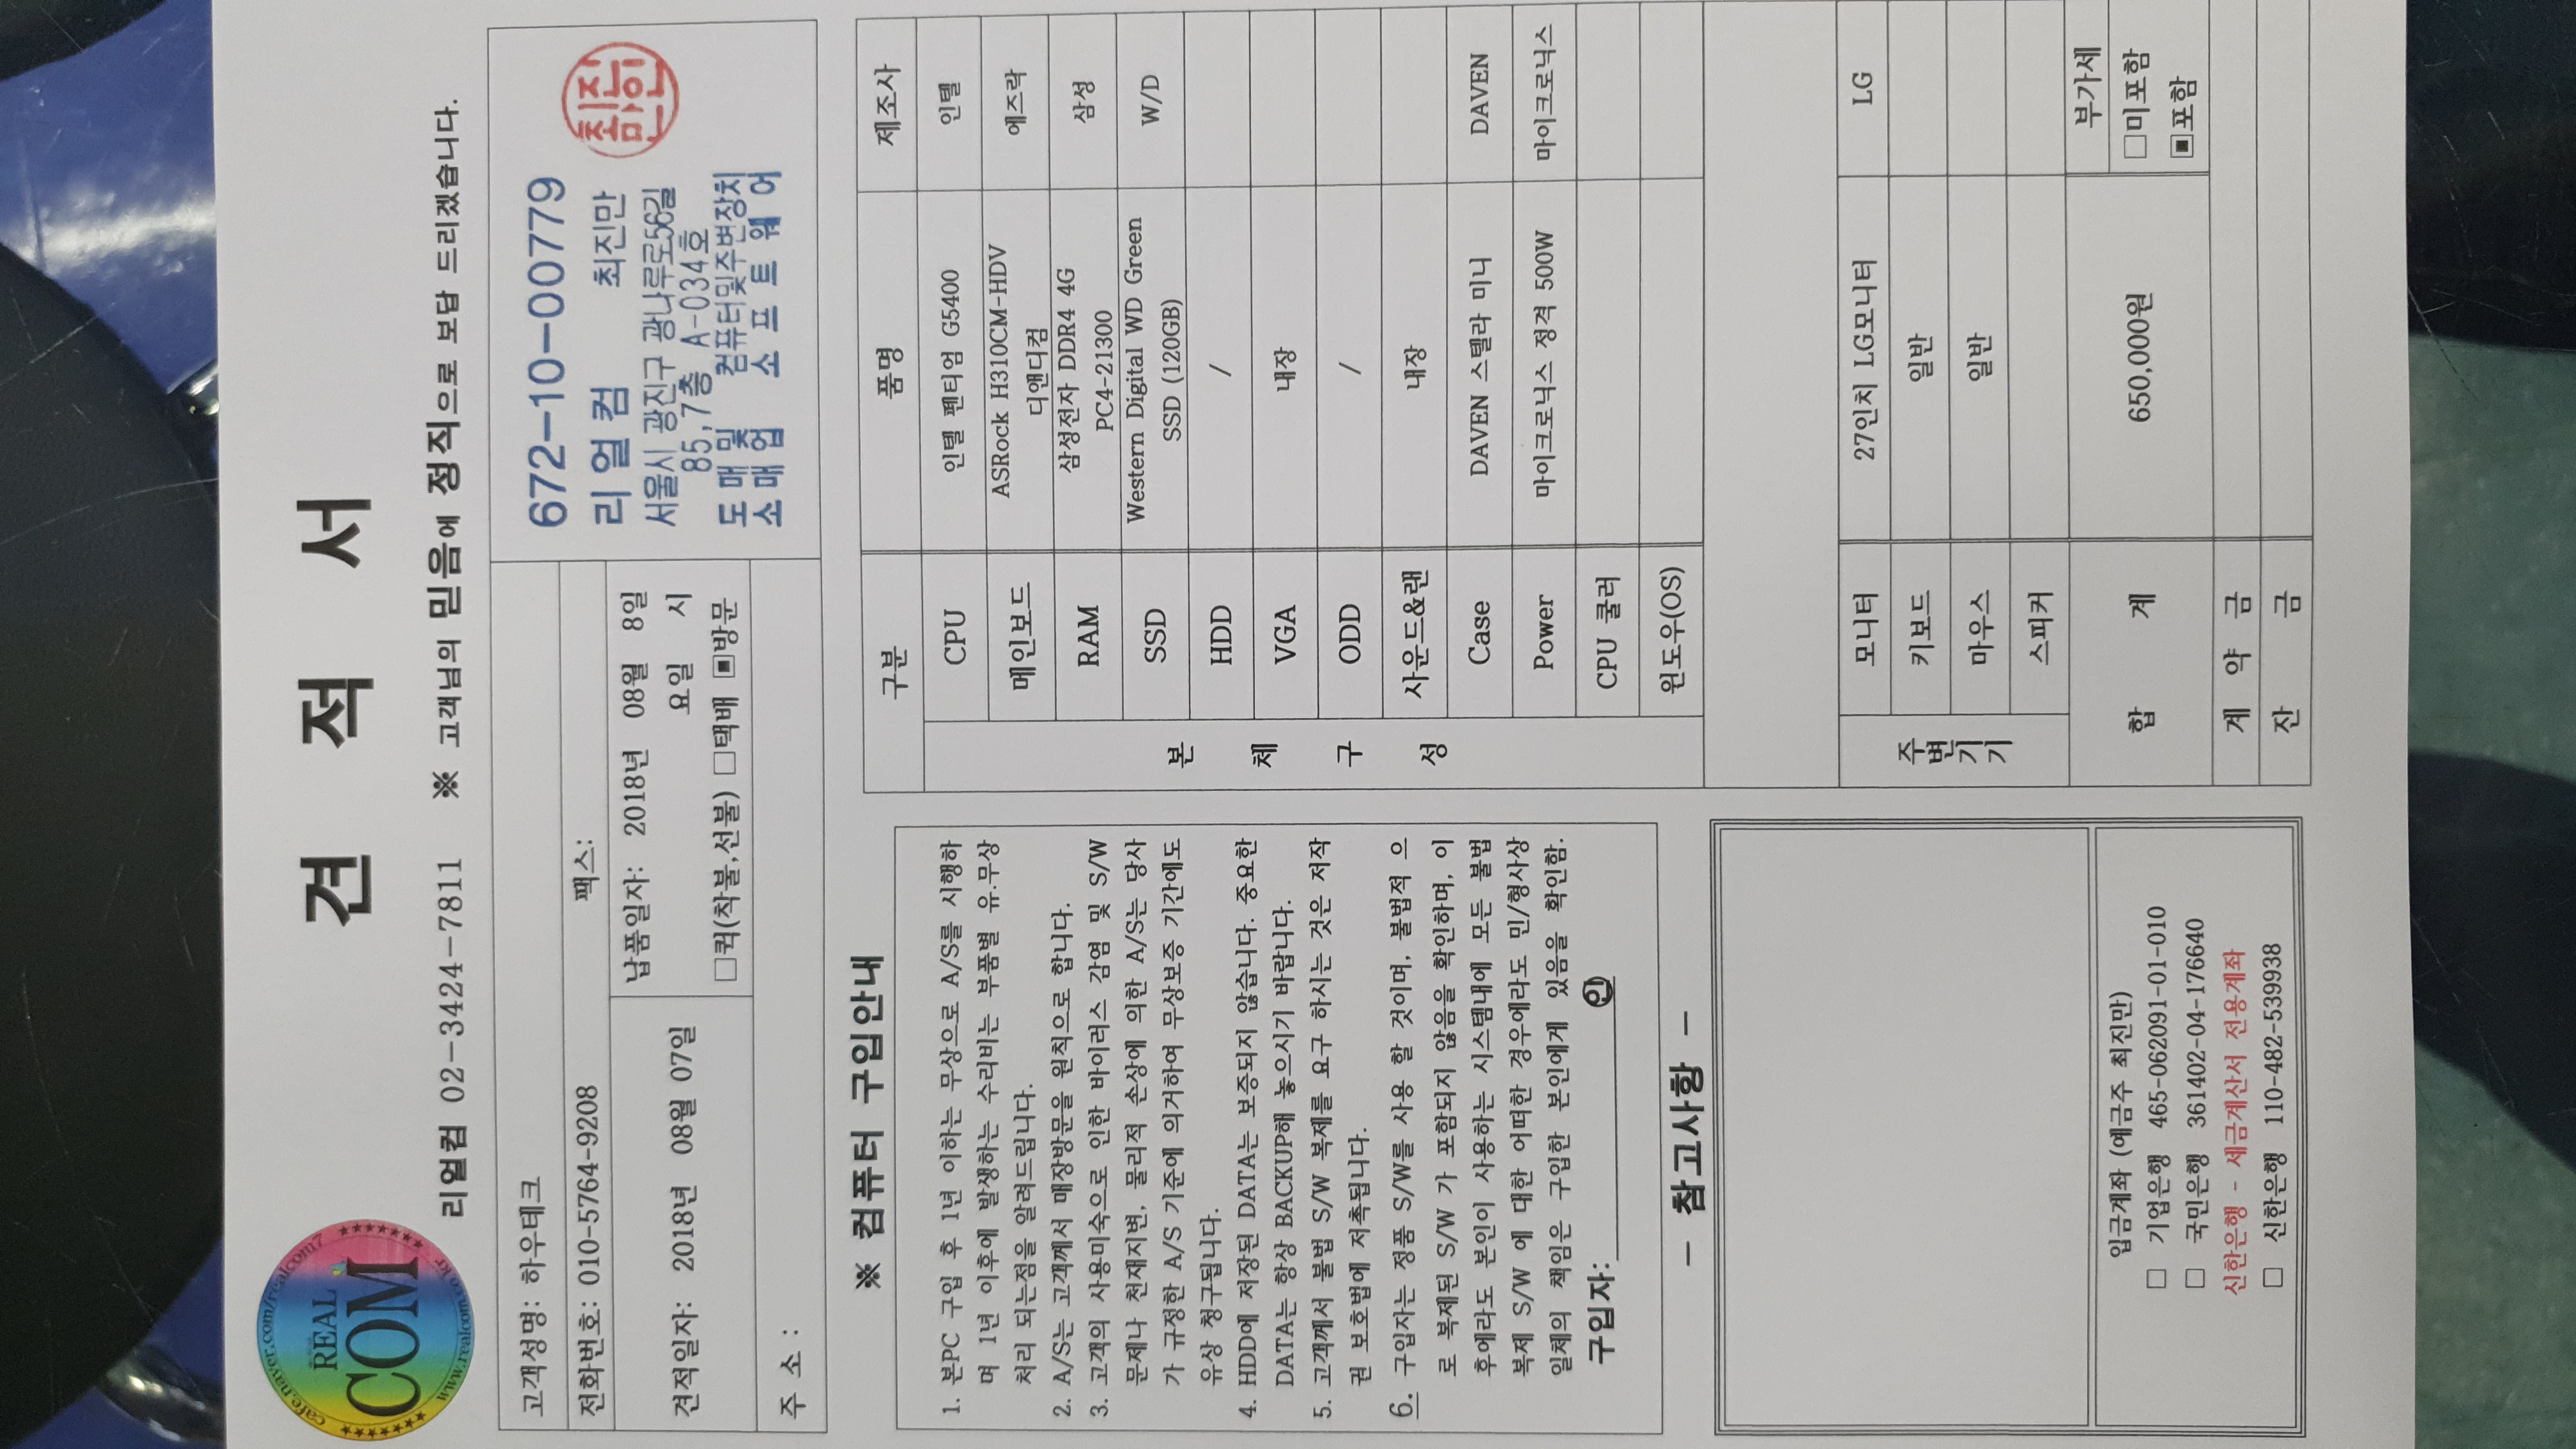 견 적 서
cafe.naver.com/realcom7
REAL
COM
www.realcom.co.kr
리얼컴 02-3424-7811 ※ 고객님의 믿음에 정직으로 보답 드리겠습니다.
고객성명: 하우테크
전화번호: 010-5764-9208 팩스:
견적일자: 2018년 08월 07일
납품일자: 2018년 08월 8일
요일 시
□퀵(착불,선불) □택배 ▣방문
주 소 :
672-10-00779
리얼컴 최진만
서울시 광진구 광나루로56길
85,7층 A-034호
도매및 컴퓨터및주변장치
소매업 소프트웨어
최진만인
※ 컴퓨터 구입안내
1. 본PC 구입 후 1년 이하는 무상으로 A/S를 시행하
며 1년 이후에 발생하는 수리비는 부품별 유.무상
처리 되는점을 알려드립니다.
2. A/S는 고객께서 매장방문을 원칙으로 합니다.
3. 고객의 사용미숙으로 인한 바이러스 감염 및 S/W
문제나 천재지변, 물리적 손상에 의한 A/S는 당사
가 규정한 A/S 기준에 의거하여 무상보증 기간에도
유상 청구됩니다.
4. HDD에 저장된 DATA는 보증되지 않습니다. 중요한
DATA는 항상 BACKUP해 놓으시기 바랍니다.
5. 고객께서 불법 S/W 복제를 요구 하시는 것은 저작
권 보호법에 저촉됩니다.
6. 구입자는 정품 S/W를 사용 할 것이며, 불법적 으
로 복제된 S/W 가 포함되지 않음을 확인하며, 이
후에라도 본인이 사용하는 시스템내에 모든 불법
복제 S/W 에 대한 어떠한 경우에라도 민/형사상
일체의 책임은 구입한 본인에게 있음을 확인함.
구입자: ㊞
- 참고사항 -
입금계좌 (예금주 최진만)
□ 기업은행 465-062091-01-010
□ 국민은행 361402-04-176640
신한은행 - 세금계산서 전용계좌
□ 신한은행 110-482-539938
구분 품명 제조사
본 체 구 성
CPU 인텔 펜티엄 G5400 인텔
메인보드 ASRock H310CM-HDV 디앤디컴 에즈락
RAM 삼성전자 DDR4 4G PC4-21300 삼성
SSD Western Digital WD Green SSD (120GB) W/D
HDD /
VGA 내장
ODD /
사운드&랜 내장
Case DAVEN 스텔라 미니 DAVEN
Power 마이크로닉스 정격 500W 마이크로닉스
CPU 쿨러
윈도우(OS)
주변기기
모니터 27인치 LG모니터 LG
키보드 일반
마우스 일반
스피커
합 계 650,000원 부가세
□미포함
▣포함
계 약 금
잔 금